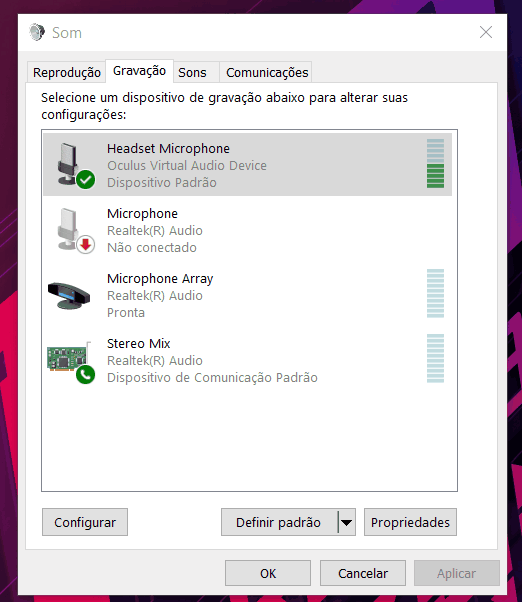 Som
Reprodução Gravação Sons Comunicações
Selecione um dispositivo de gravação abaixo para alterar suas
configurações:
Headset Microphone
Oculus Virtual Audio Device
Dispositivo Padrão
Microphone
Realtek(R) Audio
Não conectado
Microphone Array
Realtek(R) Audio
Pronta
Stereo Mix
Realtek(R) Audio
Dispositivo de Comunicação Padrão
Configurar Definir padrão Propriedades
OK Cancelar Aplicar